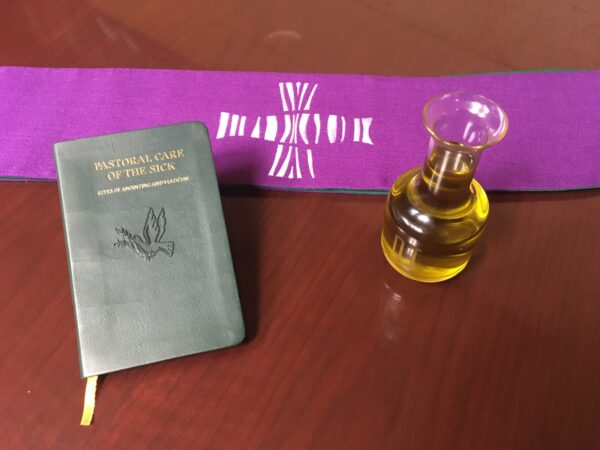 PASTORAL CARE
OF THE SICK
RITES OF ANOINTING AND VIATICUM